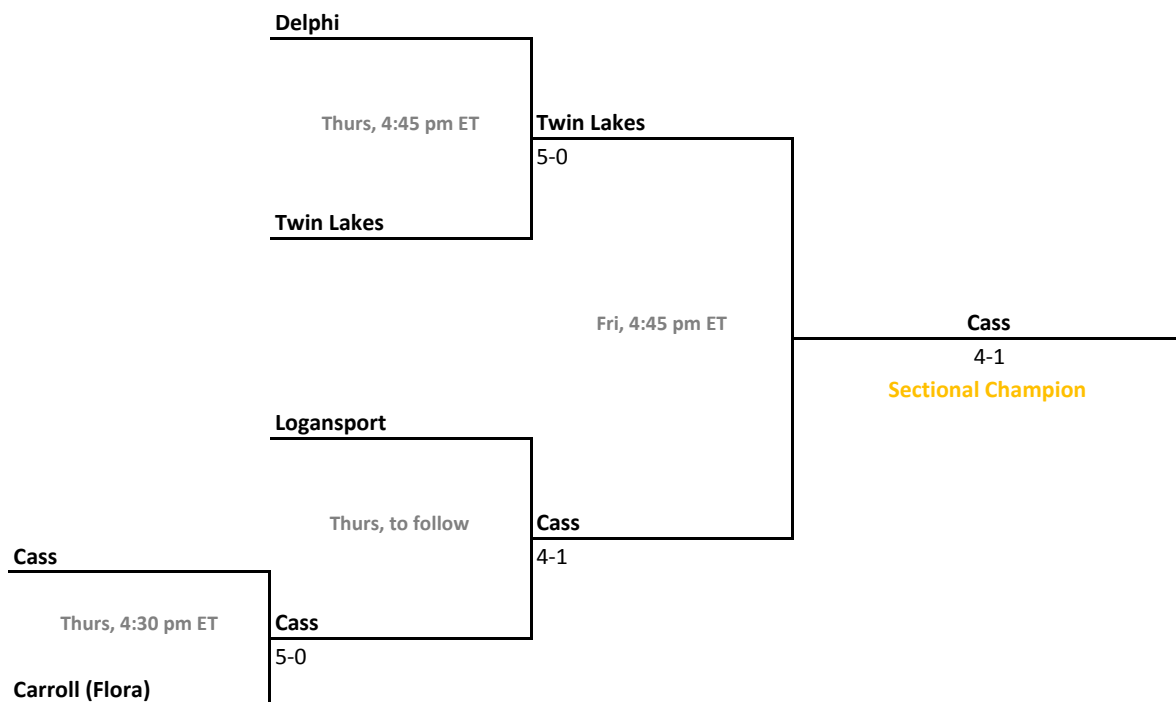 Delphi
Thurs, 4:45 pm ET
Twin Lakes
5-0
Twin Lakes
Fri, 4:45 pm ET
Cass
4-1
Sectional Champion
Logansport
Thurs, to follow
Cass
4-1
Cass
Thurs, 4:30 pm ET
Cass
5-0
Carroll (Flora)